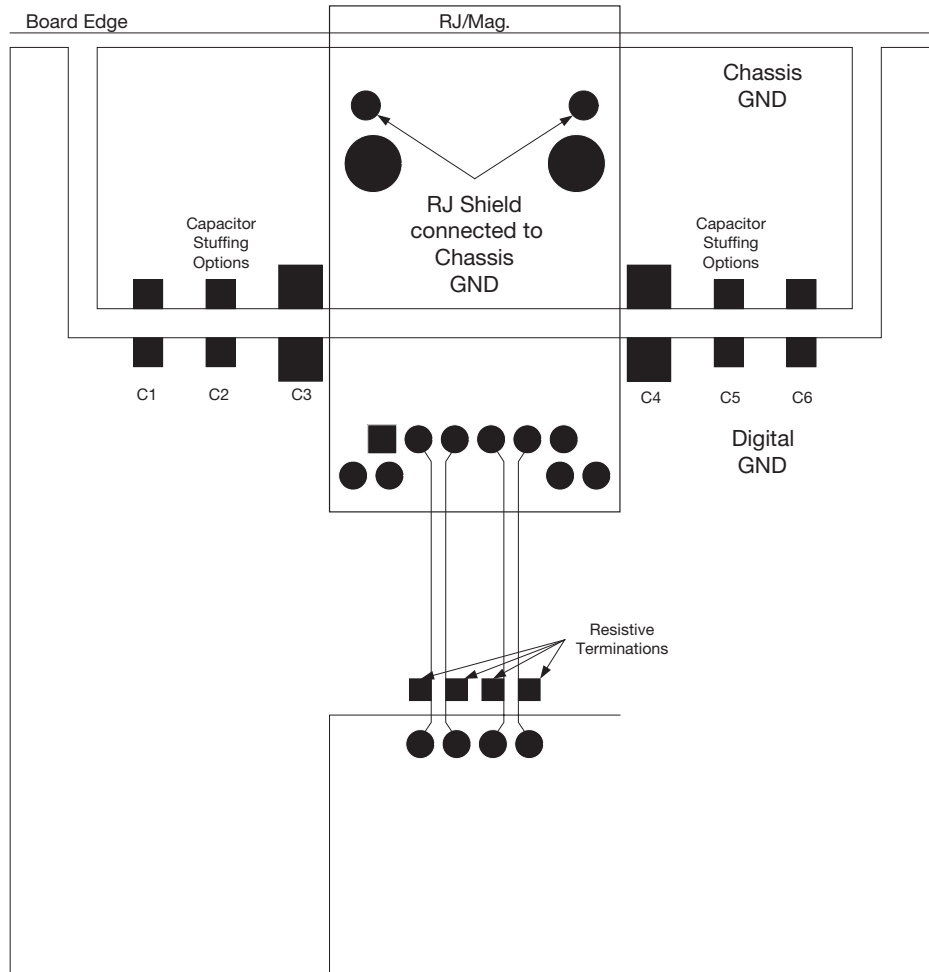 Board Edge
RJ/Mag.
Chassis
GND
RJ Shield
connected to
Chassis
GND
Capacitor
Stuffing
Options
Capacitor
Stuffing
Options
C1
C2
C3
C4
C5
C6
Digital
GND
Resistive
Terminations